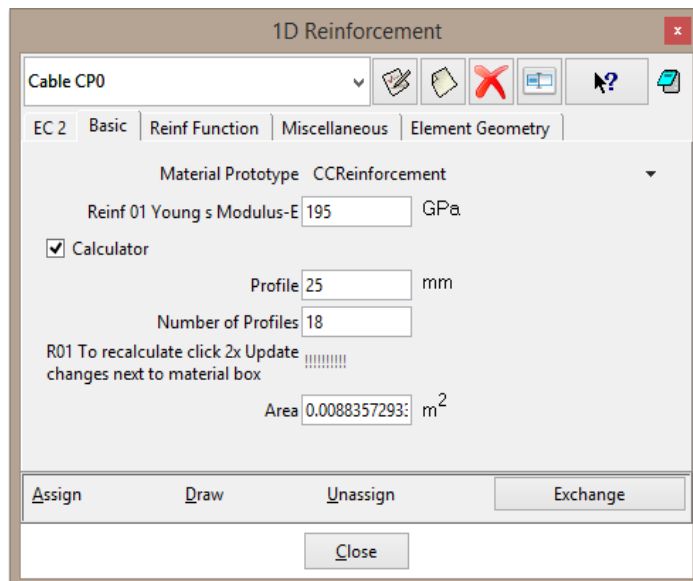 1D Reinforcement
x
Cable CP0
EC 2 Basic Reinf Function Miscellaneous Element Geometry
Material Prototype CCReinforcement
Reinf 01 Young s Modulus-E 195 GPa
Calculator
Profile 25 mm
Number of Profiles 18
R01 To recalculate click 2x Update !!!!!!!!!!
changes next to material box
Area 0.0088357293 m2
Assign Draw Unassign Exchange
Close